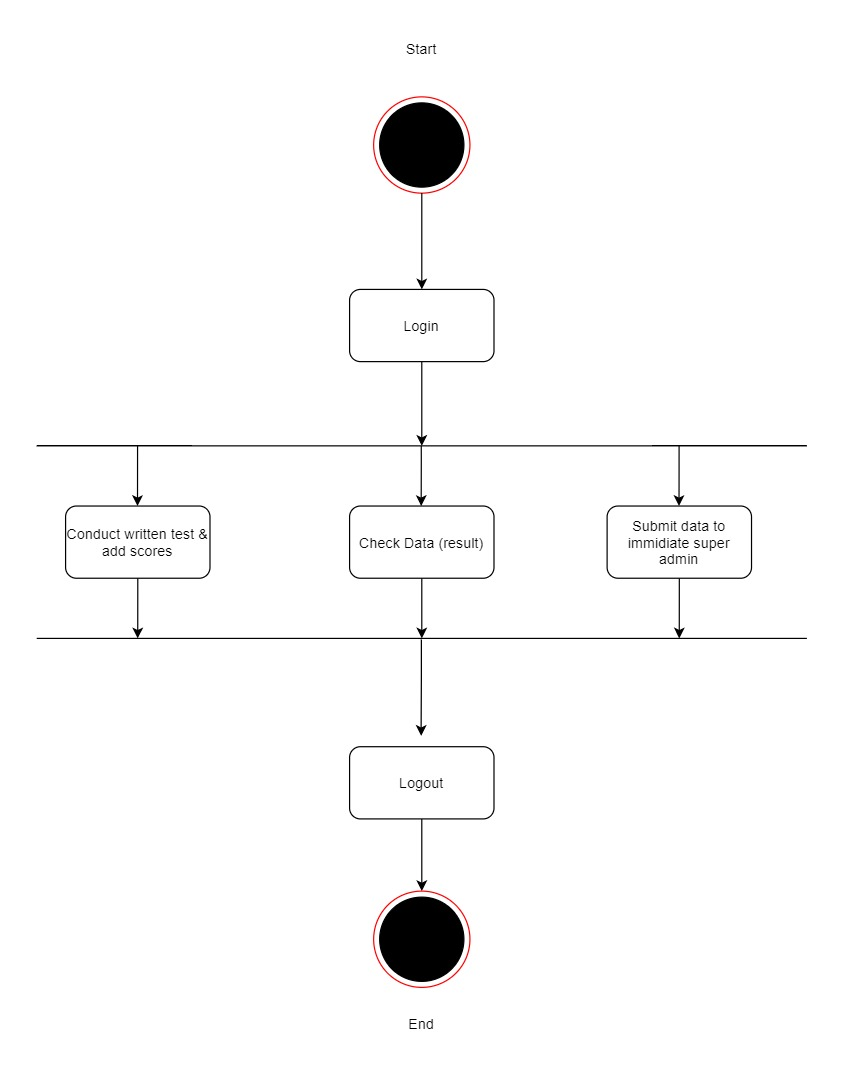 Start
Login
Conduct written test &
add scores
Check Data (result)
Submit data to
immidiate super
admin
Logout
End